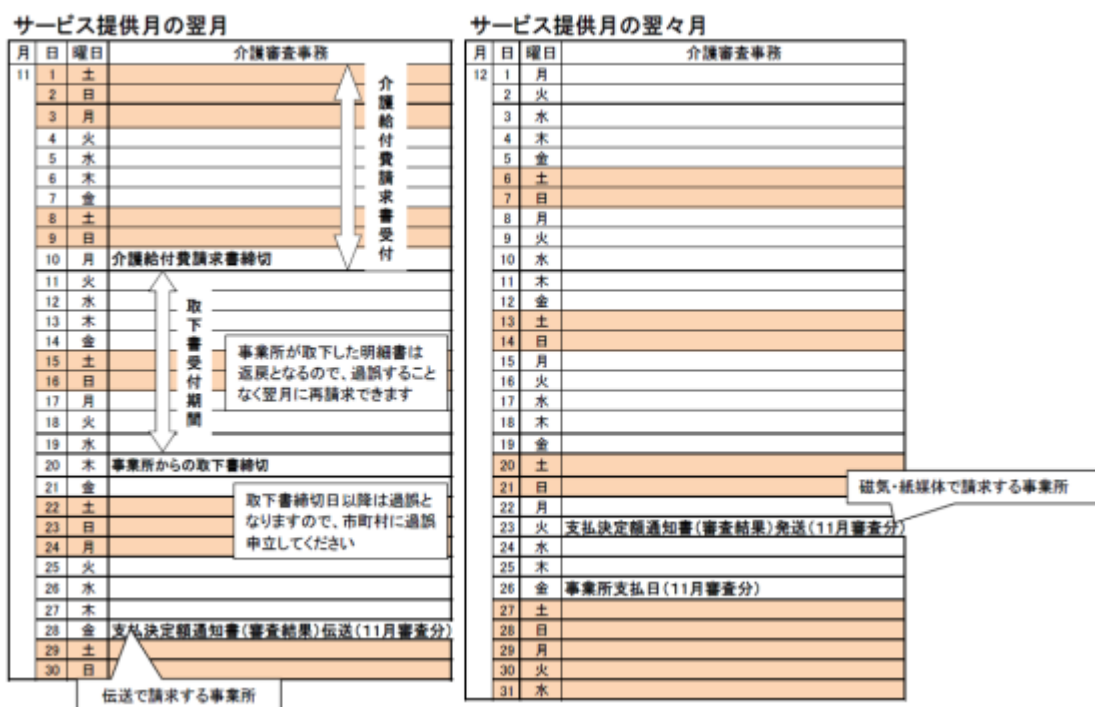 サービス提供月の翌月
月 日 曜日 介護審査事務
11 1 土
2 日
3 月
4 火
5 水
6 木
7 金
8 土
9 日
10 月 介護給付費請求書締切
11 火
12 水
13 木
14 金
15 土
16 日
17 月
18 火
19 水
20 木 事業所からの取下書締切
21 金
22 土
23 日
24 月
25 火
26 水
27 木
28 金 支払決定額通知書(審査結果)伝送(11月審査分)
29 土
30 日
介護給付費請求書受付
取下書受付期間
事業所が取下した明細書は
返戻となるので、過誤すること
なく翌月に再請求できます
取下書締切日以降は過誤と
なりますので、市町村に過誤
申立してください
伝送で請求する事業所
サービス提供月の翌々月
月 日 曜日 介護審査事務
12 1 月
2 火
3 水
4 木
5 金
6 土
7 日
8 月
9 火
10 水
11 木
12 金
13 土
14 日
15 月
16 火
17 水
18 木
19 金
20 土
21 日
22 月
23 火 支払決定額通知書(審査結果)発送(11月審査分)
24 水
25 木
26 金 事業所支払日(11月審査分)
27 土
28 日
29 月
30 火
31 水
磁気・紙媒体で請求する事業所